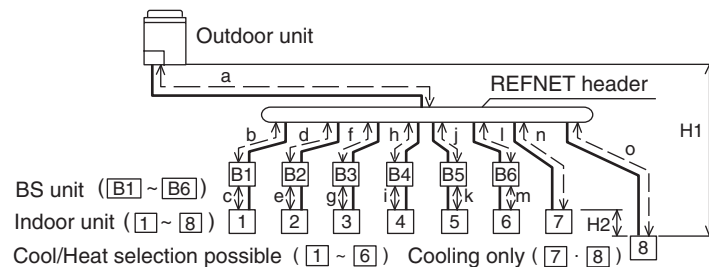 Outdoor unit
a
REFNET header
H1
b d f h j l n o
B1 B2 B3 B4 B5 B6
BS unit (B1 ~ B6)
c e g i k m
Indoor unit (1 ~ 8) 1 2 3 4 5 6 7 H2
8
Cool/Heat selection possible (1 ~ 6) Cooling only (7 · 8)